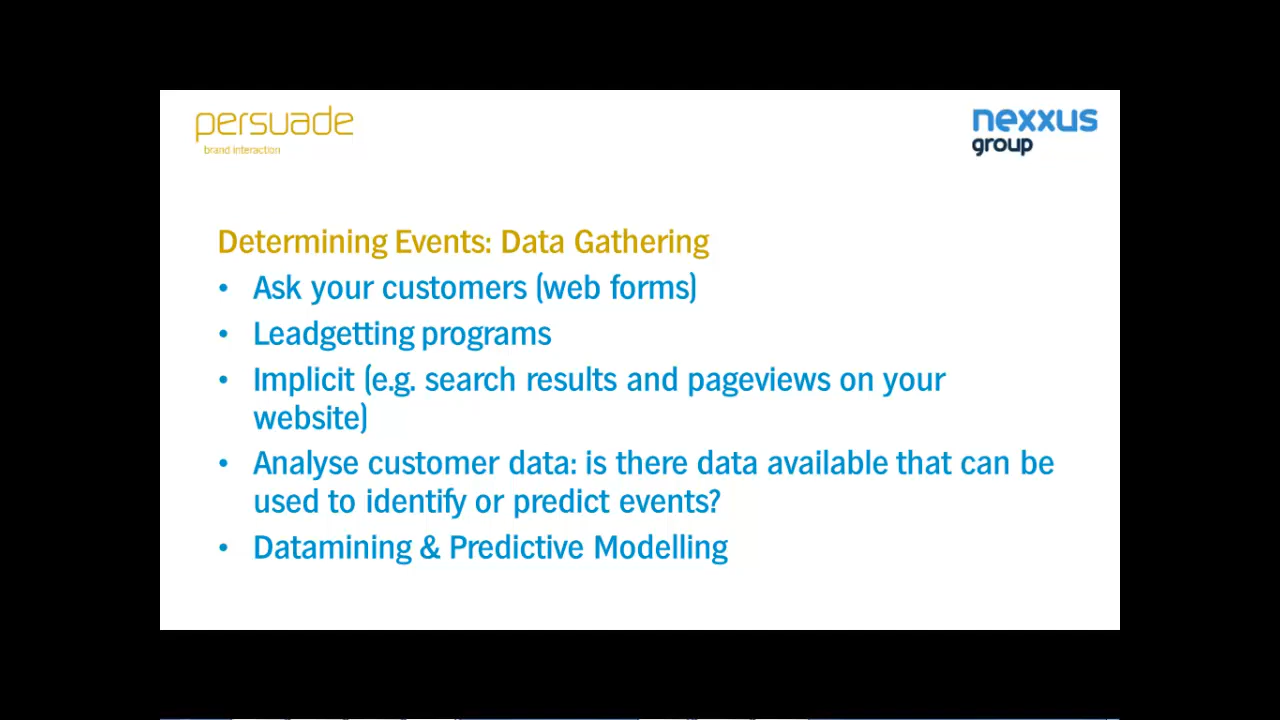 persuade
brand interaction
nexxus
group
Determining Events: Data Gathering
• Ask your customers (web forms)
• Leadgetting programs
• Implicit (e.g. search results and pageviews on your
website)
• Analyse customer data: is there data available that can be
used to identify or predict events?
• Datamining & Predictive Modelling